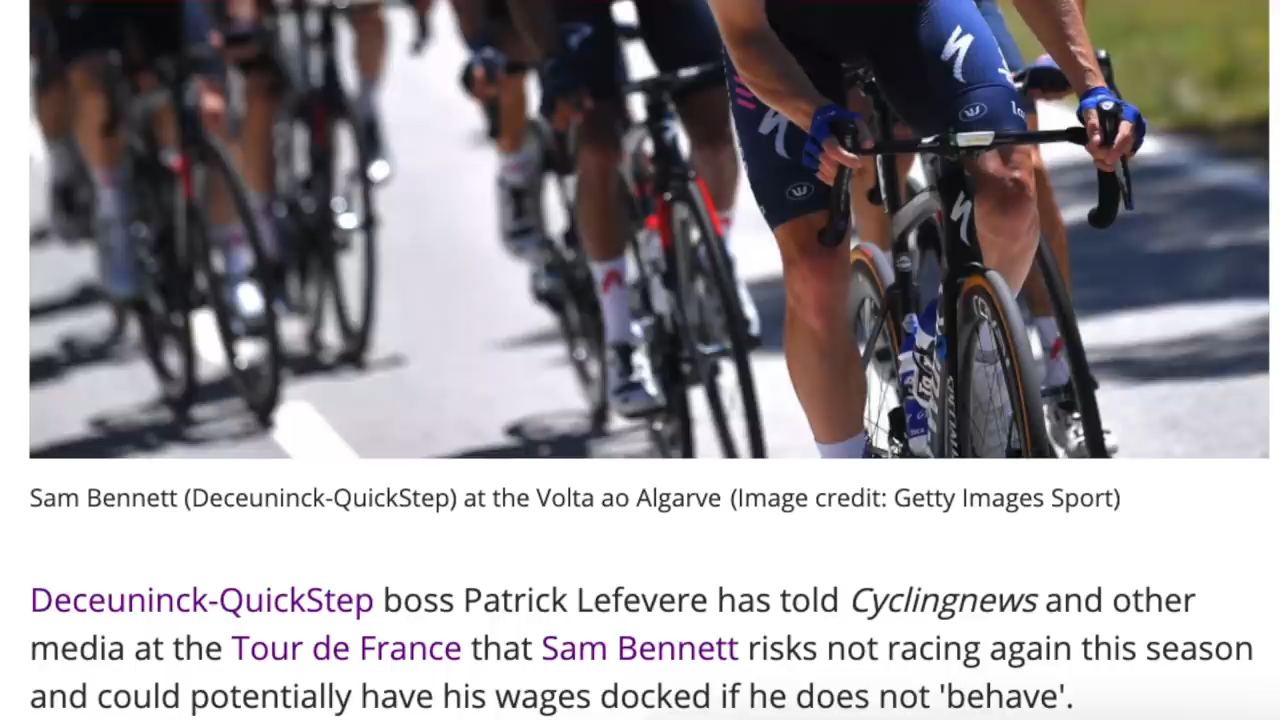 Sam Bennett (Deceuninck-QuickStep) at the Volta ao Algarve (Image credit: Getty Images Sport)
Deceuninck-QuickStep boss Patrick Lefevere has told Cyclingnews and other
media at the Tour de France that Sam Bennett risks not racing again this season
and could potentially have his wages docked if he does not 'behave'.